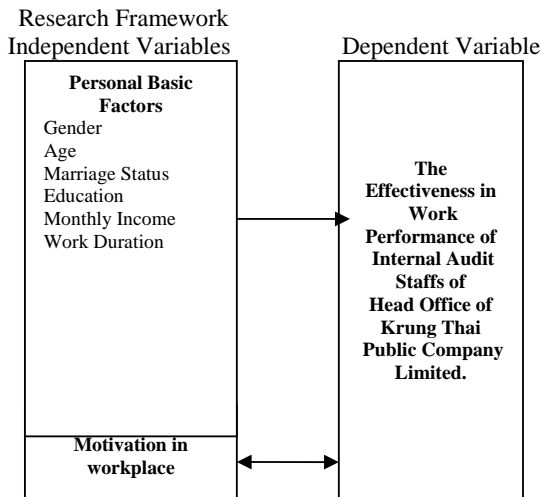 Research Framework
Independent Variables
Dependent Variable
Personal Basic
Factors
Gender
Age
Marriage Status
Education
Monthly Income
Work Duration
Motivation in
workplace
The
Effectiveness in
Work
Performance of
Internal Audit
Staffs of
Head Office of
Krung Thai
Public Company
Limited.